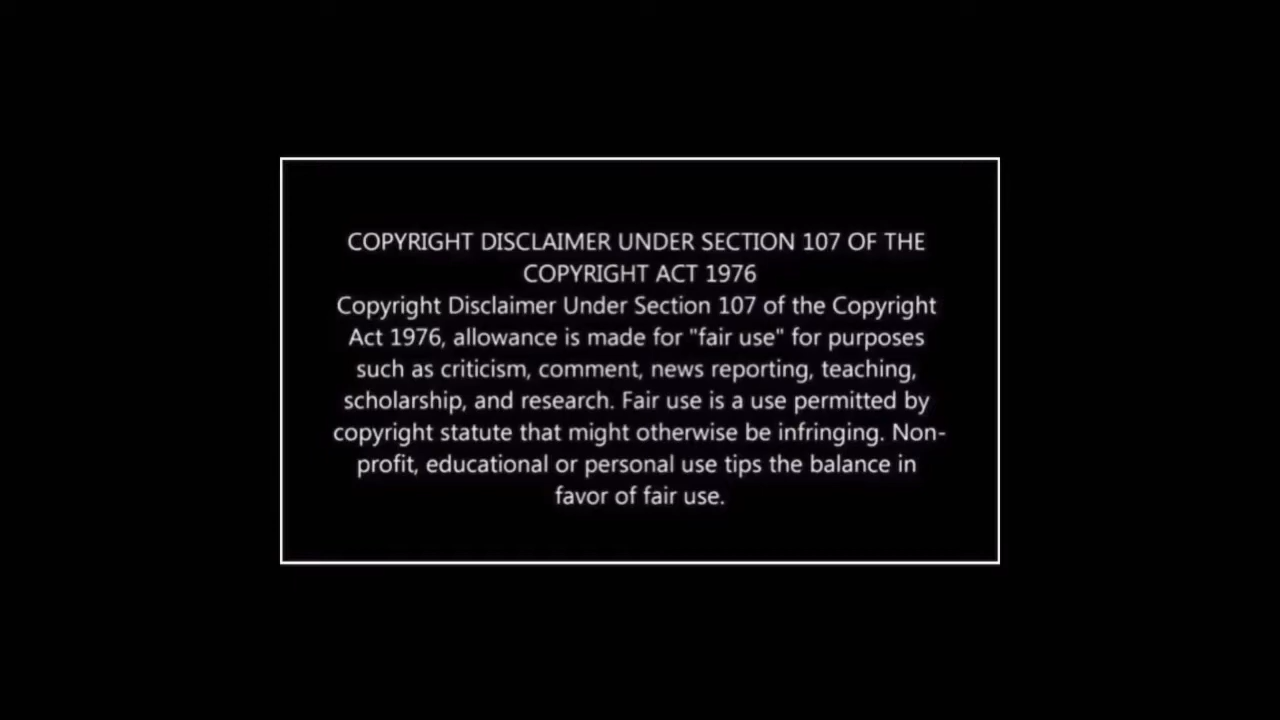 COPYRIGHT DISCLAIMER UNDER SECTION 107 OF THE
COPYRIGHT ACT 1976
Copyright Disclaimer Under Section 107 of the Copyright
Act 1976, allowance is made for "fair use" for purposes
such as criticism, comment, news reporting, teaching,
scholarship, and research. Fair use is a use permitted by
copyright statute that might otherwise be infringing. Non-
profit, educational or personal use tips the balance in
favor of fair use.